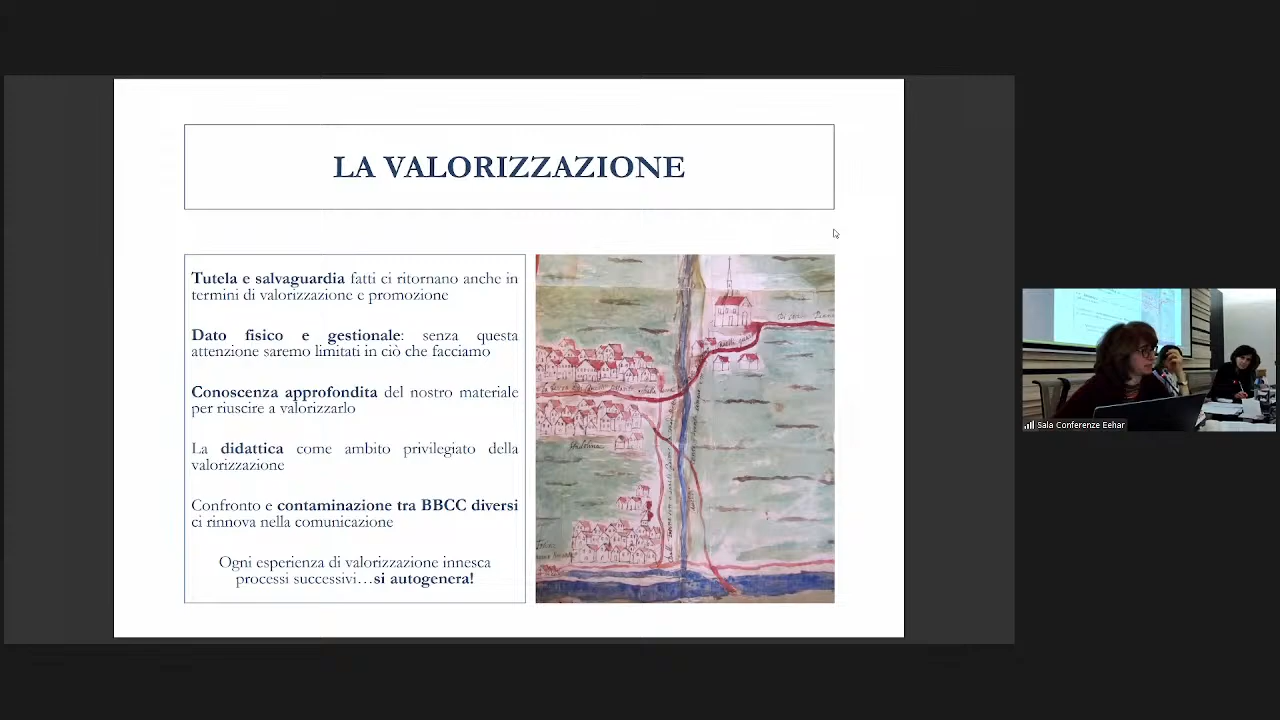 LA VALORIZZAZIONE
Tutela e salvaguardia fatti ci ritornano anche in
termini di valorizzazione e promozione
Dato fisico e gestionale: senza questa
attenzione saremo limitati in ciò che facciamo
Conoscenza approfondita del nostro materiale
per riuscire a valorizzarlo
La didattica come ambito privilegiato della
valorizzazione
Confronto e contaminazione tra BBCC diversi
ci rinnova nella comunicazione
Ogni esperienza di valorizzazione innesca
processi successivi…si autogenera!
Sala Conferenze Eehar